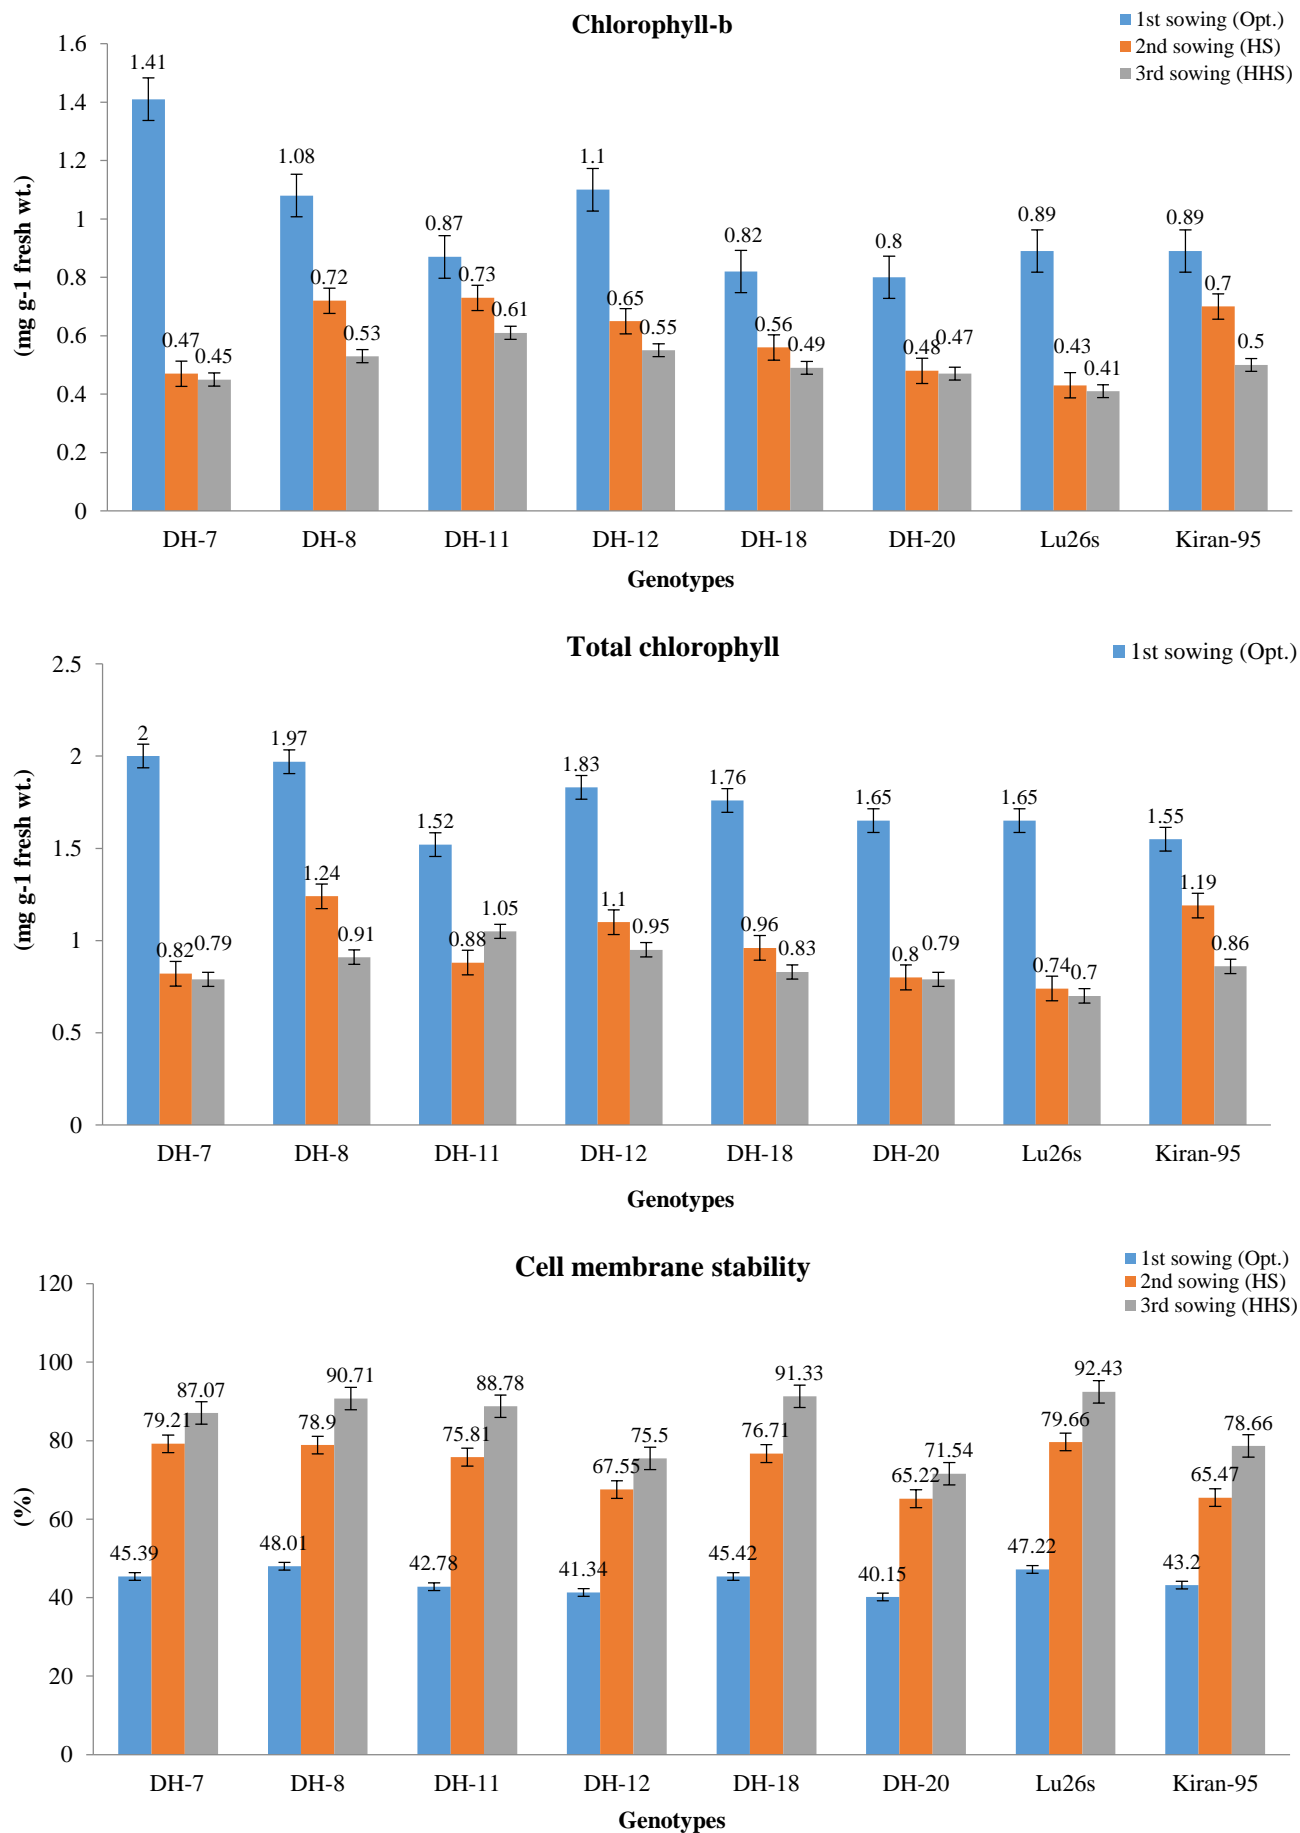 Chlorophyll-b
1st sowing (Opt.)
2nd sowing (HS)
3rd sowing (HHS)
(mg g-1 fresh wt.)
1.6
1.4
1.2
1
0.8
0.6
0.4
0.2
0
1.41 0.47 0.45
1.08 0.72 0.53
0.87 0.73 0.61
1.1 0.65 0.55
0.82 0.56 0.49
0.8 0.48 0.47
0.89 0.43 0.41
0.89 0.7 0.5
DH-7 DH-8 DH-11 DH-12 DH-18 DH-20 Lu26s Kiran-95
Genotypes
Total chlorophyll
1st sowing (Opt.)
(mg g-1 fresh wt.)
2.5
2
1.5
1
0.5
0
2 0.82 0.79
1.97 1.24 0.91
1.52 0.88 1.05
1.83 1.1 0.95
1.76 0.96 0.83
1.65 0.8 0.79
1.65 0.74 0.7
1.55 1.19 0.86
DH-7 DH-8 DH-11 DH-12 DH-18 DH-20 Lu26s Kiran-95
Genotypes
Cell membrane stability
1st sowing (Opt.)
2nd sowing (HS)
3rd sowing (HHS)
(%)
120
100
80
60
40
20
0
45.39 79.21 87.07
48.01 78.9 90.71
42.78 75.81 88.78
41.34 67.55 75.5
45.42 76.71 91.33
40.15 65.22 71.54
47.22 79.66 92.43
43.2 65.47 78.66
DH-7 DH-8 DH-11 DH-12 DH-18 DH-20 Lu26s Kiran-95
Genotypes